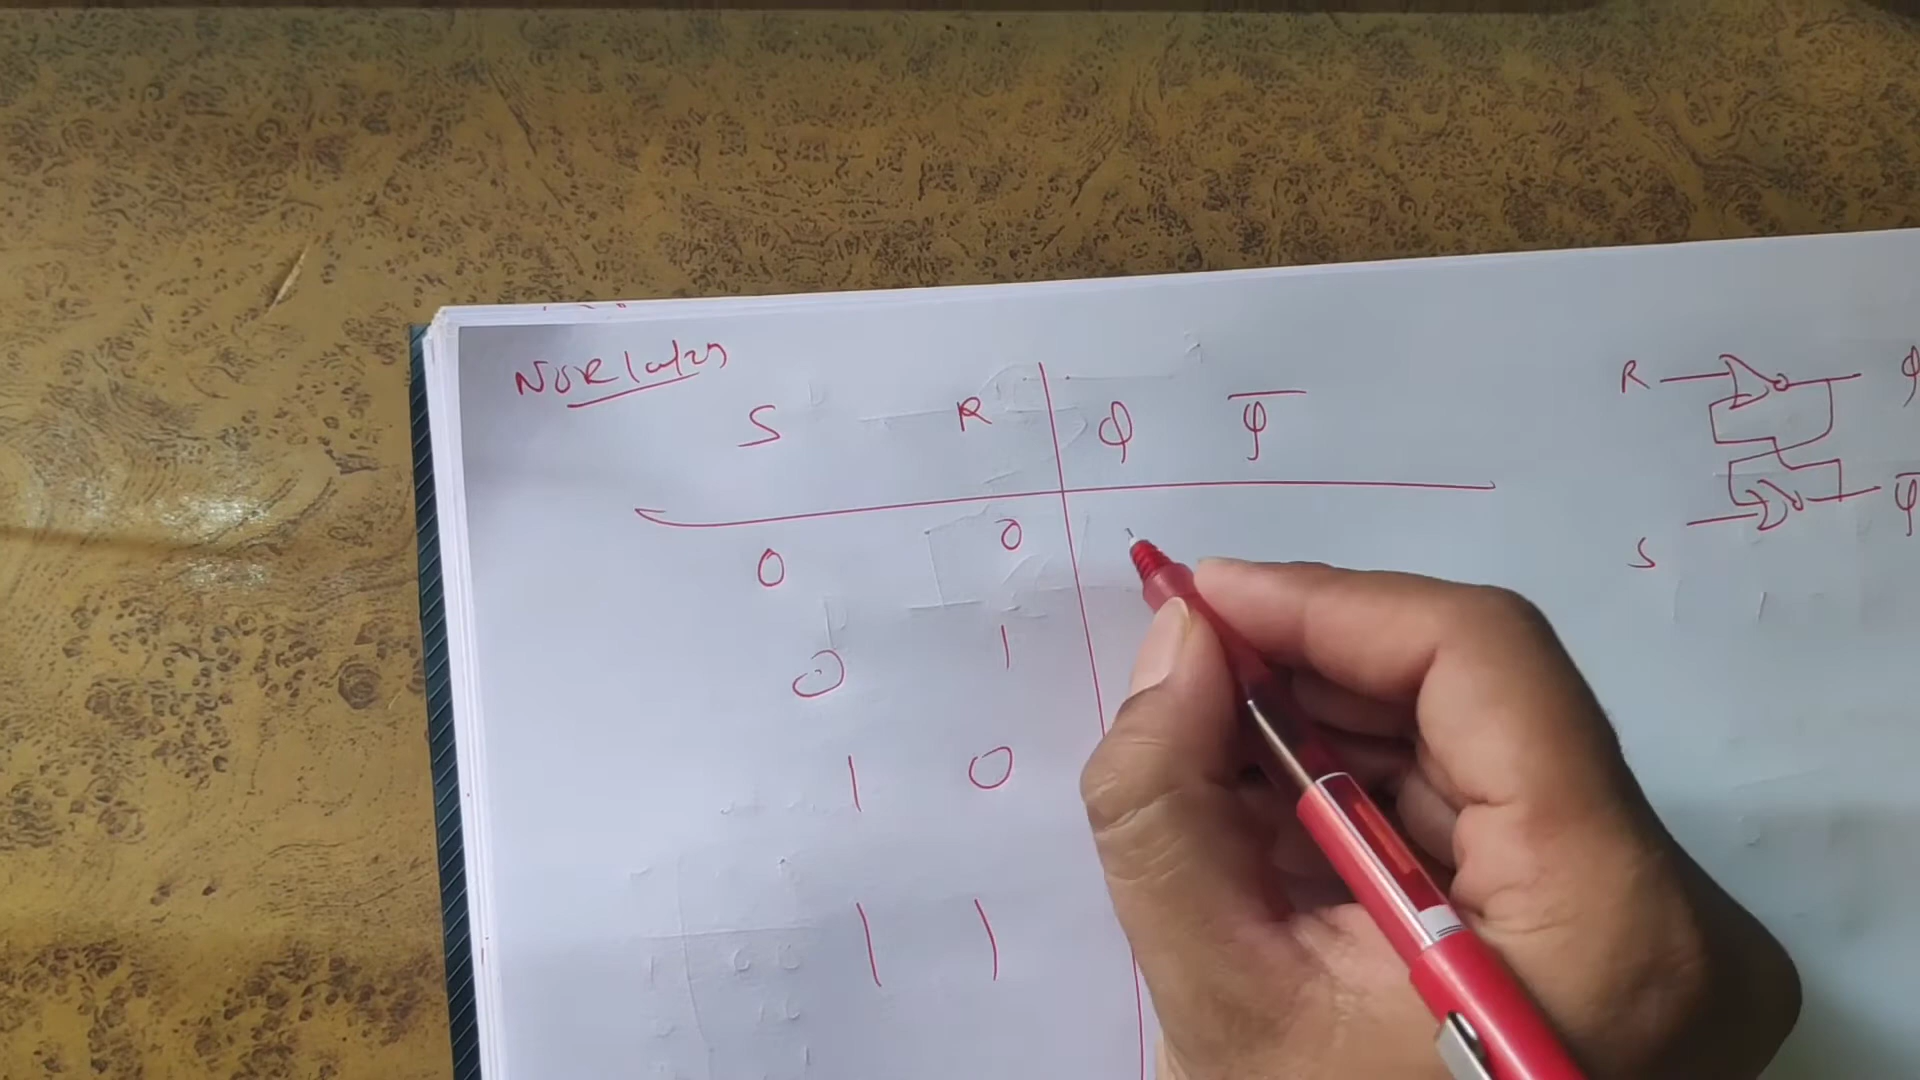 NOR latch
S R Q Q̅
0 0
0 1
1 0
1 1
R Q
S Q̅